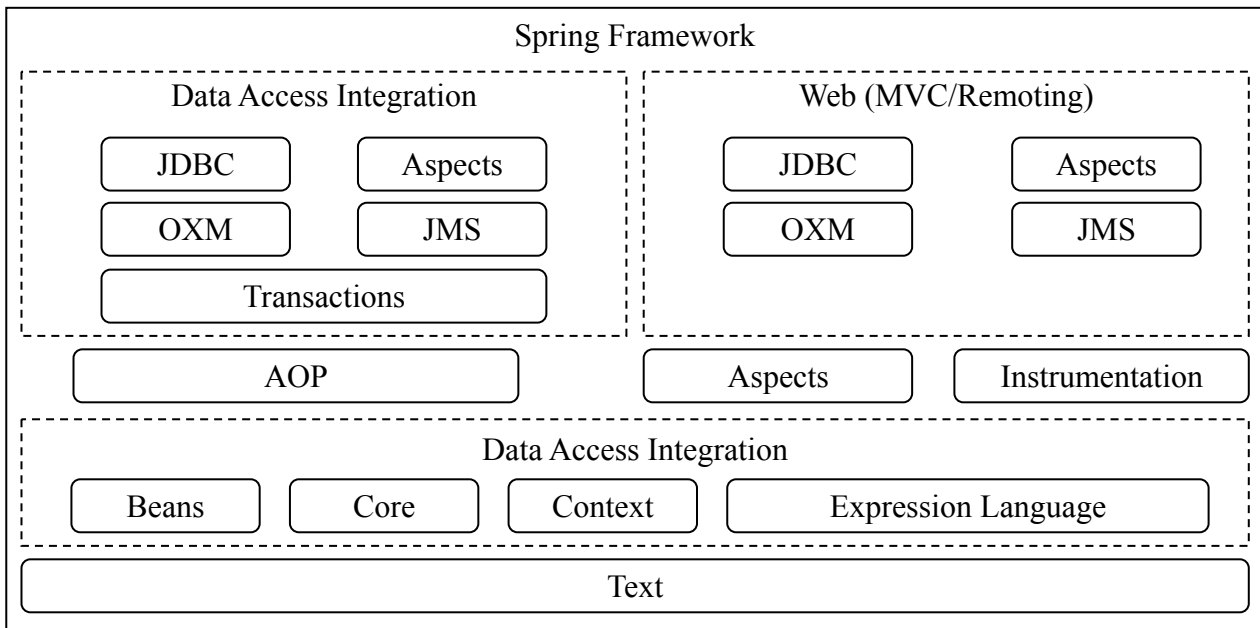 Spring Framework
Data Access Integration
JDBC
Aspects
OXM
JMS
Transactions
Web (MVC/Remoting)
JDBC
Aspects
OXM
JMS
AOP
Aspects
Instrumentation
Data Access Integration
Beans
Core
Context
Expression Language
Text